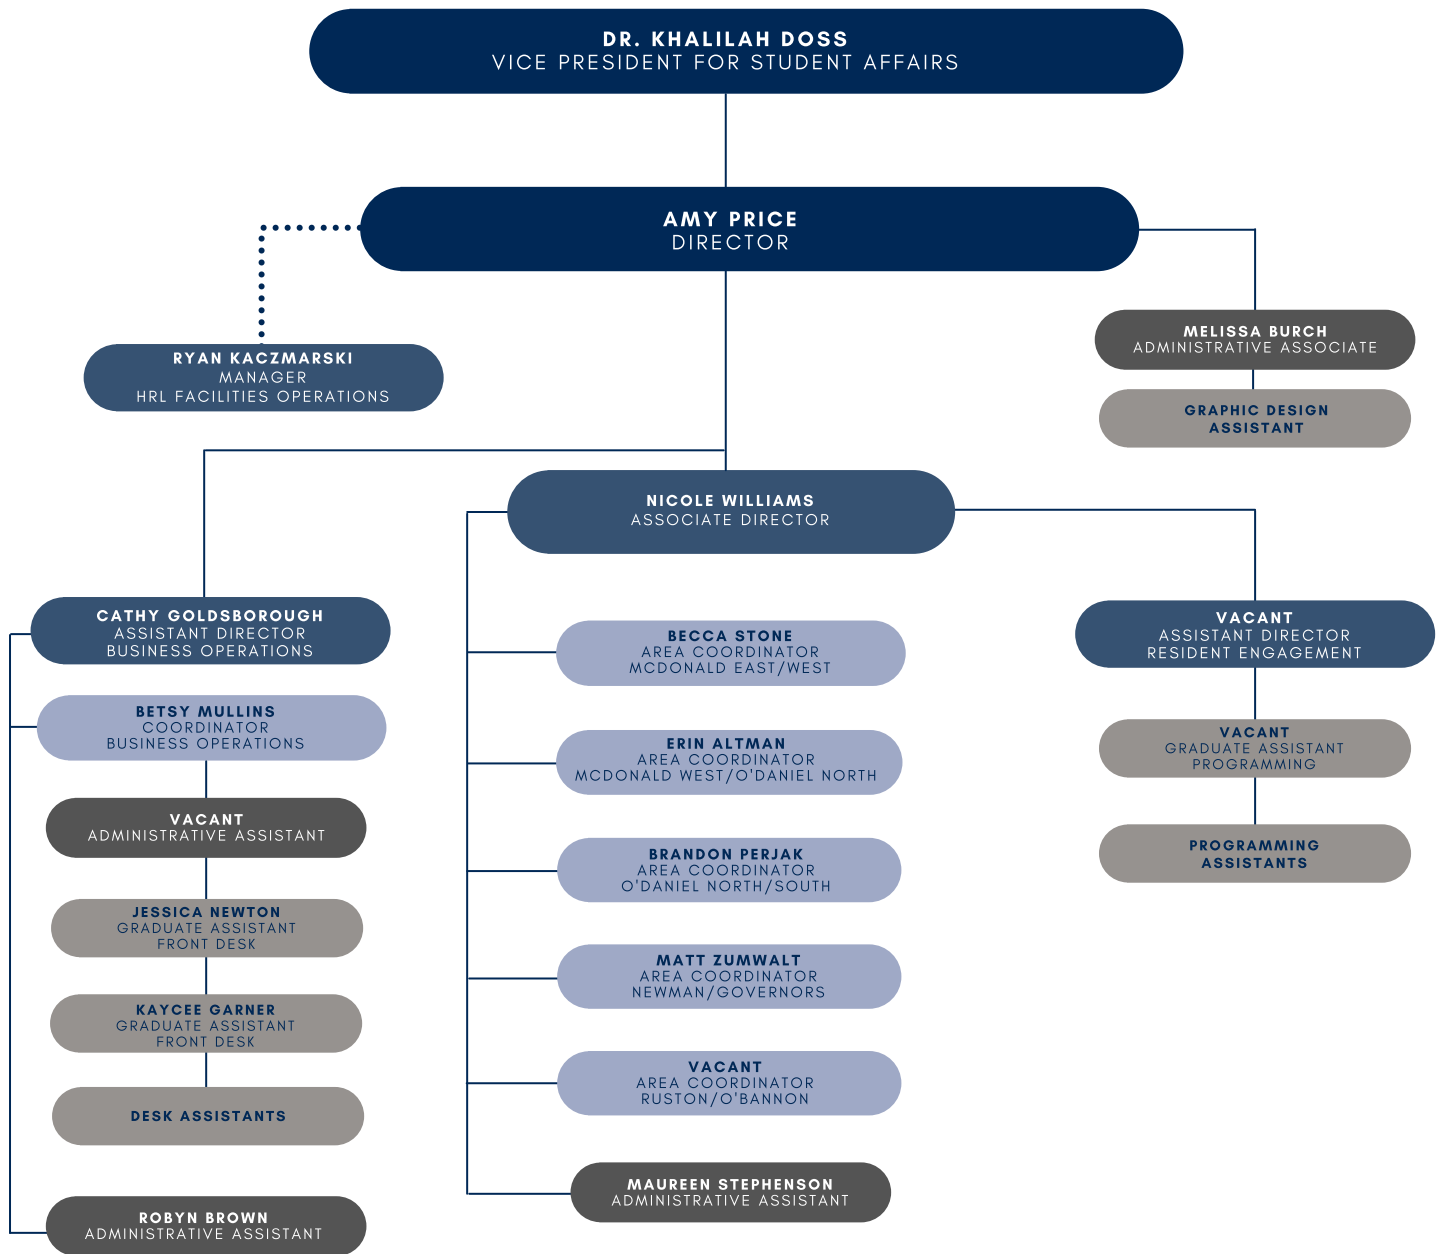 DR. KHALILAH DOSS
VICE PRESIDENT FOR STUDENT AFFAIRS
AMY PRICE
DIRECTOR
RYAN KACZMARSKI
MANAGER
HRL FACILITIES OPERATIONS
MELISSA BURCH
ADMINISTRATIVE ASSOCIATE
GRAPHIC DESIGN
ASSISTANT
NICOLE WILLIAMS
ASSOCIATE DIRECTOR
CATHY GOLDSBOROUGH
ASSISTANT DIRECTOR
BUSINESS OPERATIONS
BETSY MULLINS
COORDINATOR
BUSINESS OPERATIONS
VACANT
ADMINISTRATIVE ASSISTANT
JESSICA NEWTON
GRADUATE ASSISTANT
FRONT DESK
KAYCEE GARNER
GRADUATE ASSISTANT
FRONT DESK
DESK ASSISTANTS
ROBYN BROWN
ADMINISTRATIVE ASSISTANT
BECCA STONE
AREA COORDINATOR
MCDONALD EAST/WEST
ERIN ALTMAN
AREA COORDINATOR
MCDONALD WEST/O'DANIEL NORTH
BRANDON PERJAK
AREA COORDINATOR
O'DANIEL NORTH/SOUTH
MATT ZUMWALT
AREA COORDINATOR
NEWMAN/GOVERNORS
VACANT
AREA COORDINATOR
RUSTON/O'BANNON
MAUREEN STEPHENSON
ADMINISTRATIVE ASSISTANT
VACANT
ASSISTANT DIRECTOR
RESIDENT ENGAGEMENT
VACANT
GRADUATE ASSISTANT
PROGRAMMING
PROGRAMMING
ASSISTANTS